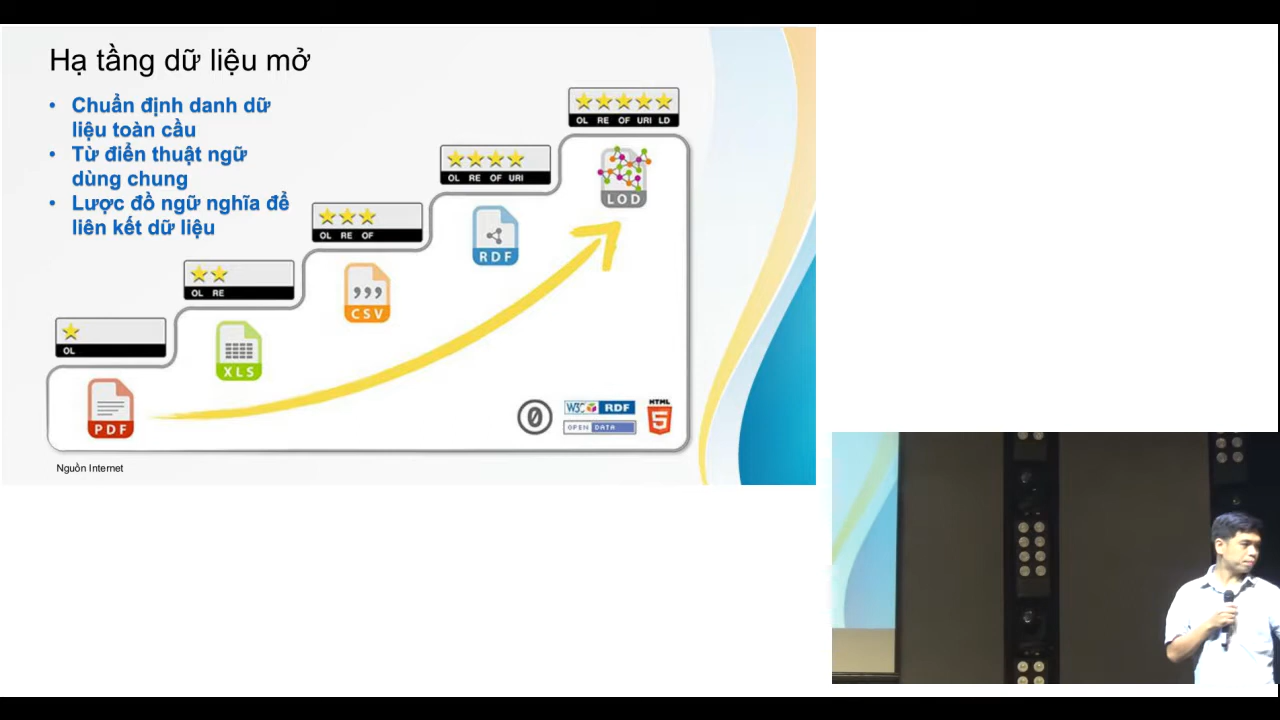 Hạ tầng dữ liệu mở
• Chuẩn định danh dữ
liệu toàn cầu
• Từ điển thuật ngữ
dùng chung
• Lược đồ ngữ nghĩa để
liên kết dữ liệu
OL RE OF URI LD
LOD
OL RE OF URI
RDF
OL RE OF
CSV
OL RE
XLS
OL
PDF
0
W3C RDF
OPEN DATA
HTML
5
Nguồn Internet